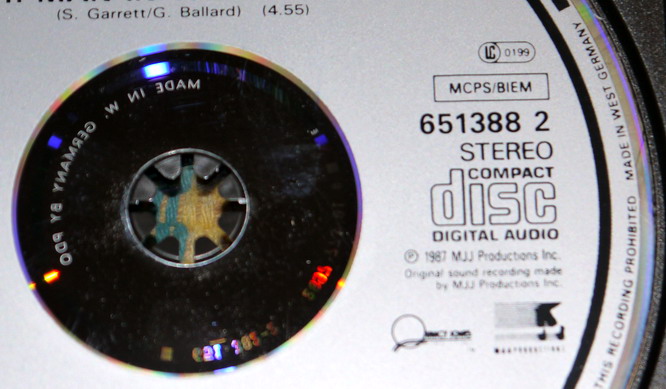 (S. Garrett/G. Ballard) (4.55)
LC 0199
MCPS/BIEM
651388 2
STEREO
COMPACT
disc
DIGITAL AUDIO
℗ 1987 MJJ Productions Inc.
Original sound recording made
by MJJ Productions Inc.
MADE IN W. GERMANY BY PDO
THIS RECORDING PROHIBITED MADE IN WEST GERMANY